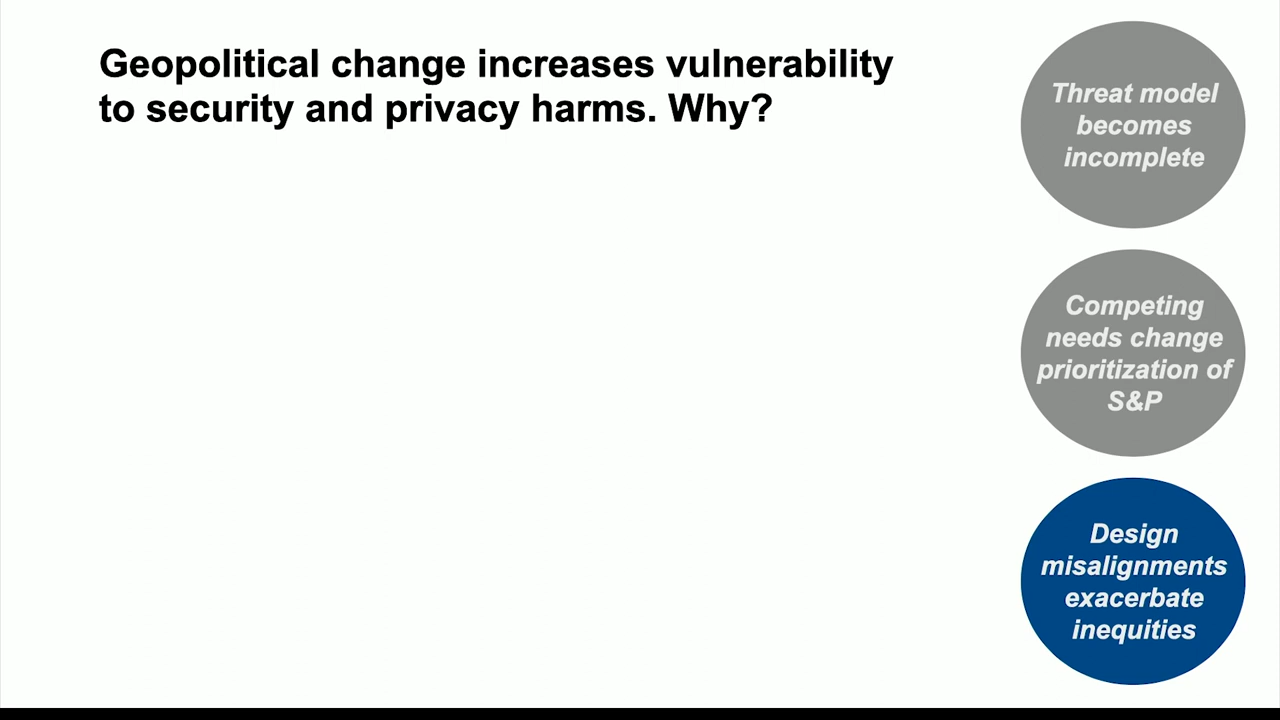 Geopolitical change increases vulnerability
to security and privacy harms. Why?
Threat model
becomes
incomplete
Competing
needs change
prioritization of
S&P
Design
misalignments
exacerbate
inequities